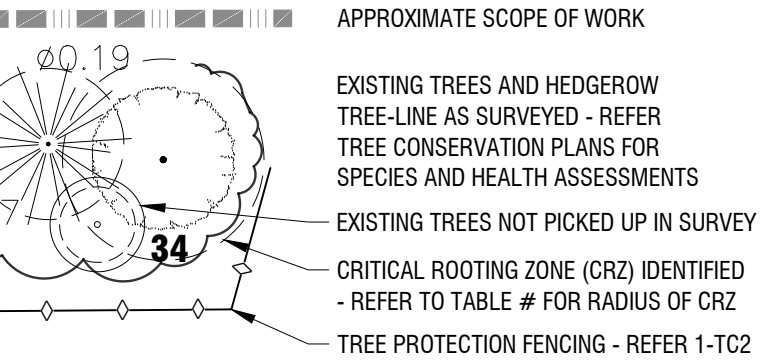 APPROXIMATE SCOPE OF WORK
ø0.19
EXISTING TREES AND HEDGEROW
TREE-LINE AS SURVEYED - REFER
TREE CONSERVATION PLANS FOR
SPECIES AND HEALTH ASSESSMENTS
EXISTING TREES NOT PICKED UP IN SURVEY
34
CRITICAL ROOTING ZONE (CRZ) IDENTIFIED
- REFER TO TABLE # FOR RADIUS OF CRZ
TREE PROTECTION FENCING - REFER 1-TC2